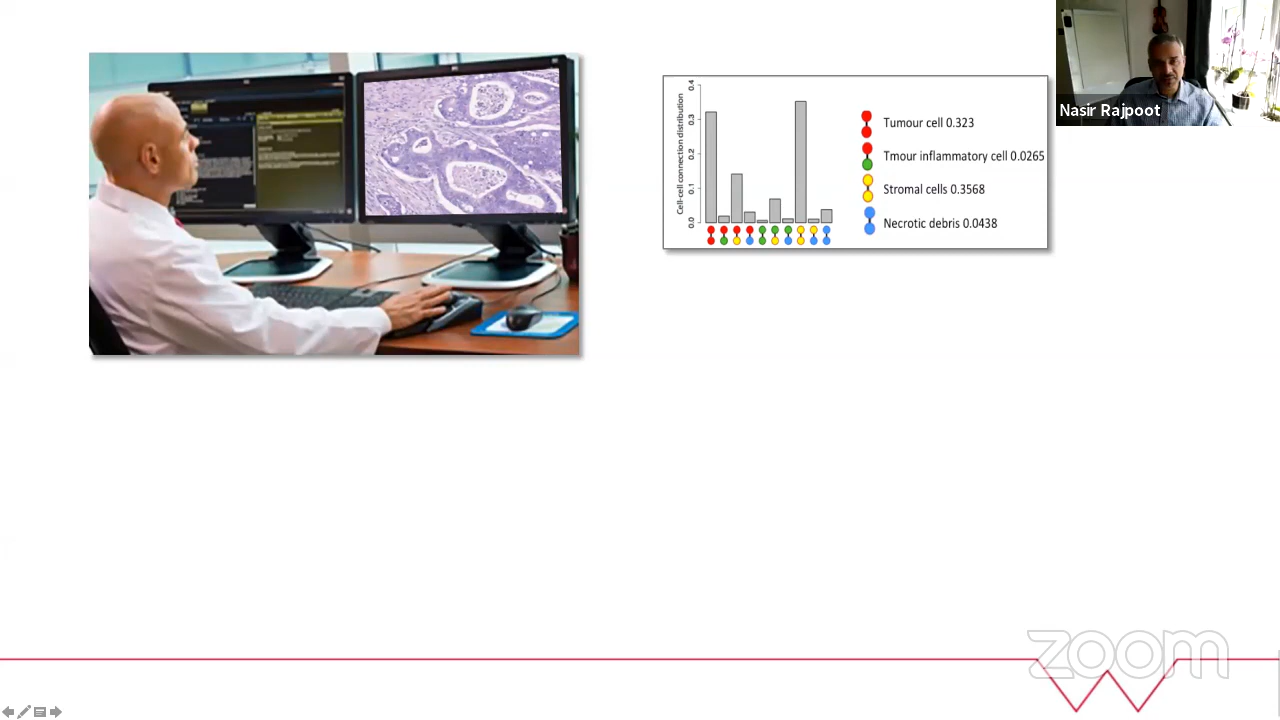 Nasir Rajpoot
Cell-cell connection distribution
0.4
0.3
0.2
0.1
0.0
Tumour cell 0.323
Tmour inflammatory cell 0.0265
Stromal cells 0.3568
Necrotic debris 0.0438
zoom